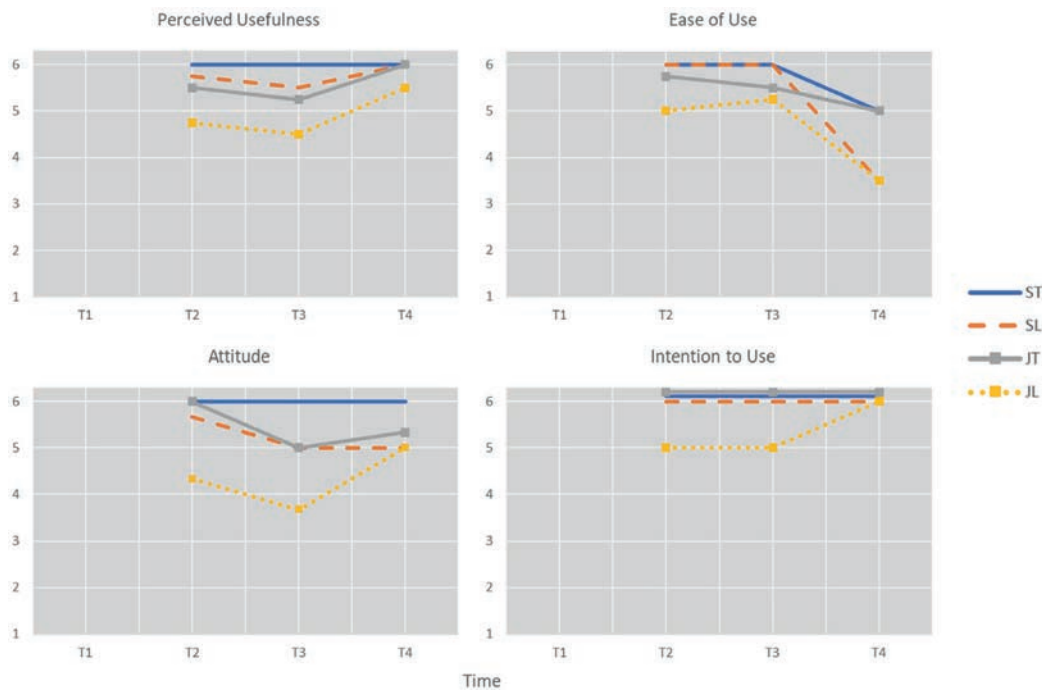 Perceived Usefulness
6
5
4
3
2
1
T1 T2 T3 T4
Ease of Use
6
5
4
3
2
1
T1 T2 T3 T4
Attitude
6
5
4
3
2
1
T1 T2 T3 T4
Intention to Use
6
5
4
3
2
1
T1 T2 T3 T4
Time
ST
SL
JT
JL